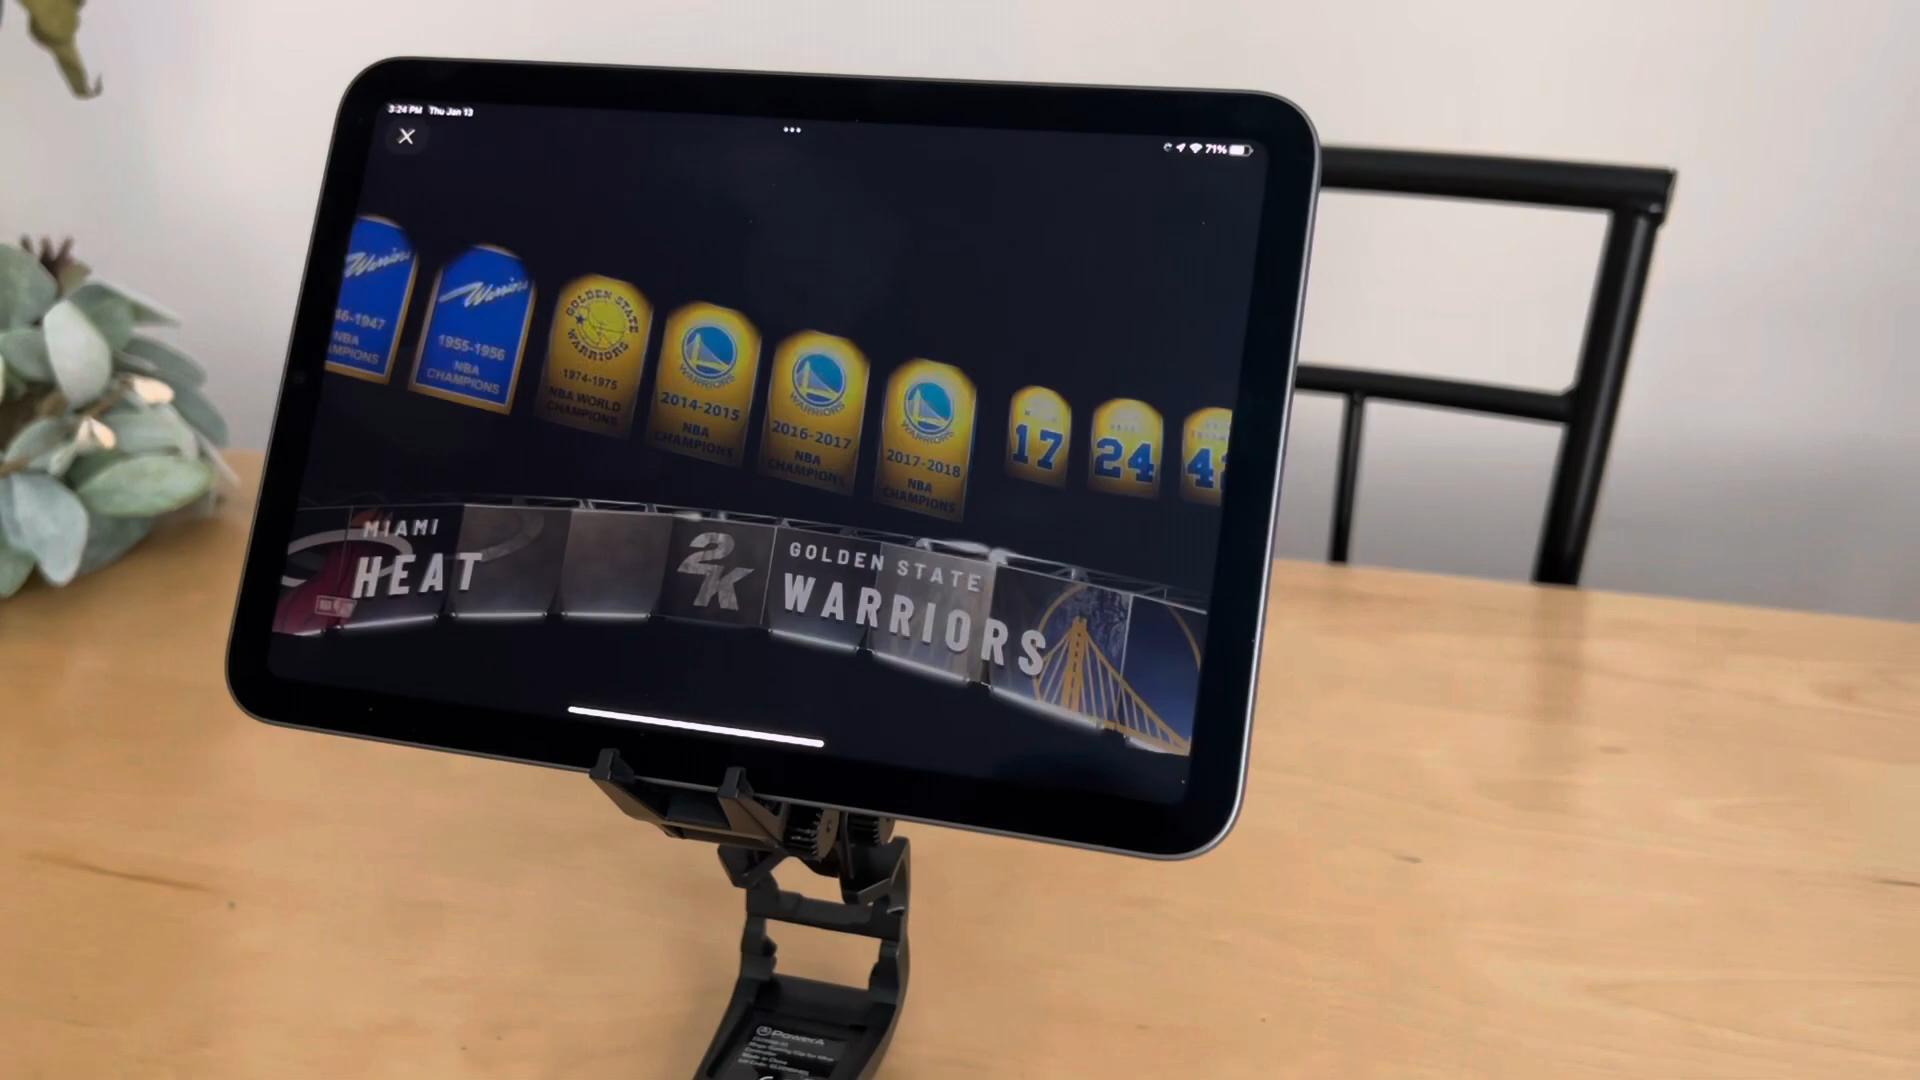 3:24 PM Thu Jan 13
71%
Warriors
46-1947
NBA
Warriors
1955-1956
NBA
CHAMPIONS
GOLDEN STATE
WARRIORS
1974-1975
NBA WORLD
CHAMPIONS
WARRIORS
2014-2015
NBA
CHAMPIONS
WARRIORS
2016-2017
NBA
CHAMPIONS
WARRIORS
2017-2018
NBA
CHAMPIONS
17
24
MIAMI
HEAT
2K
GOLDEN STATE
WARRIORS
PowerA